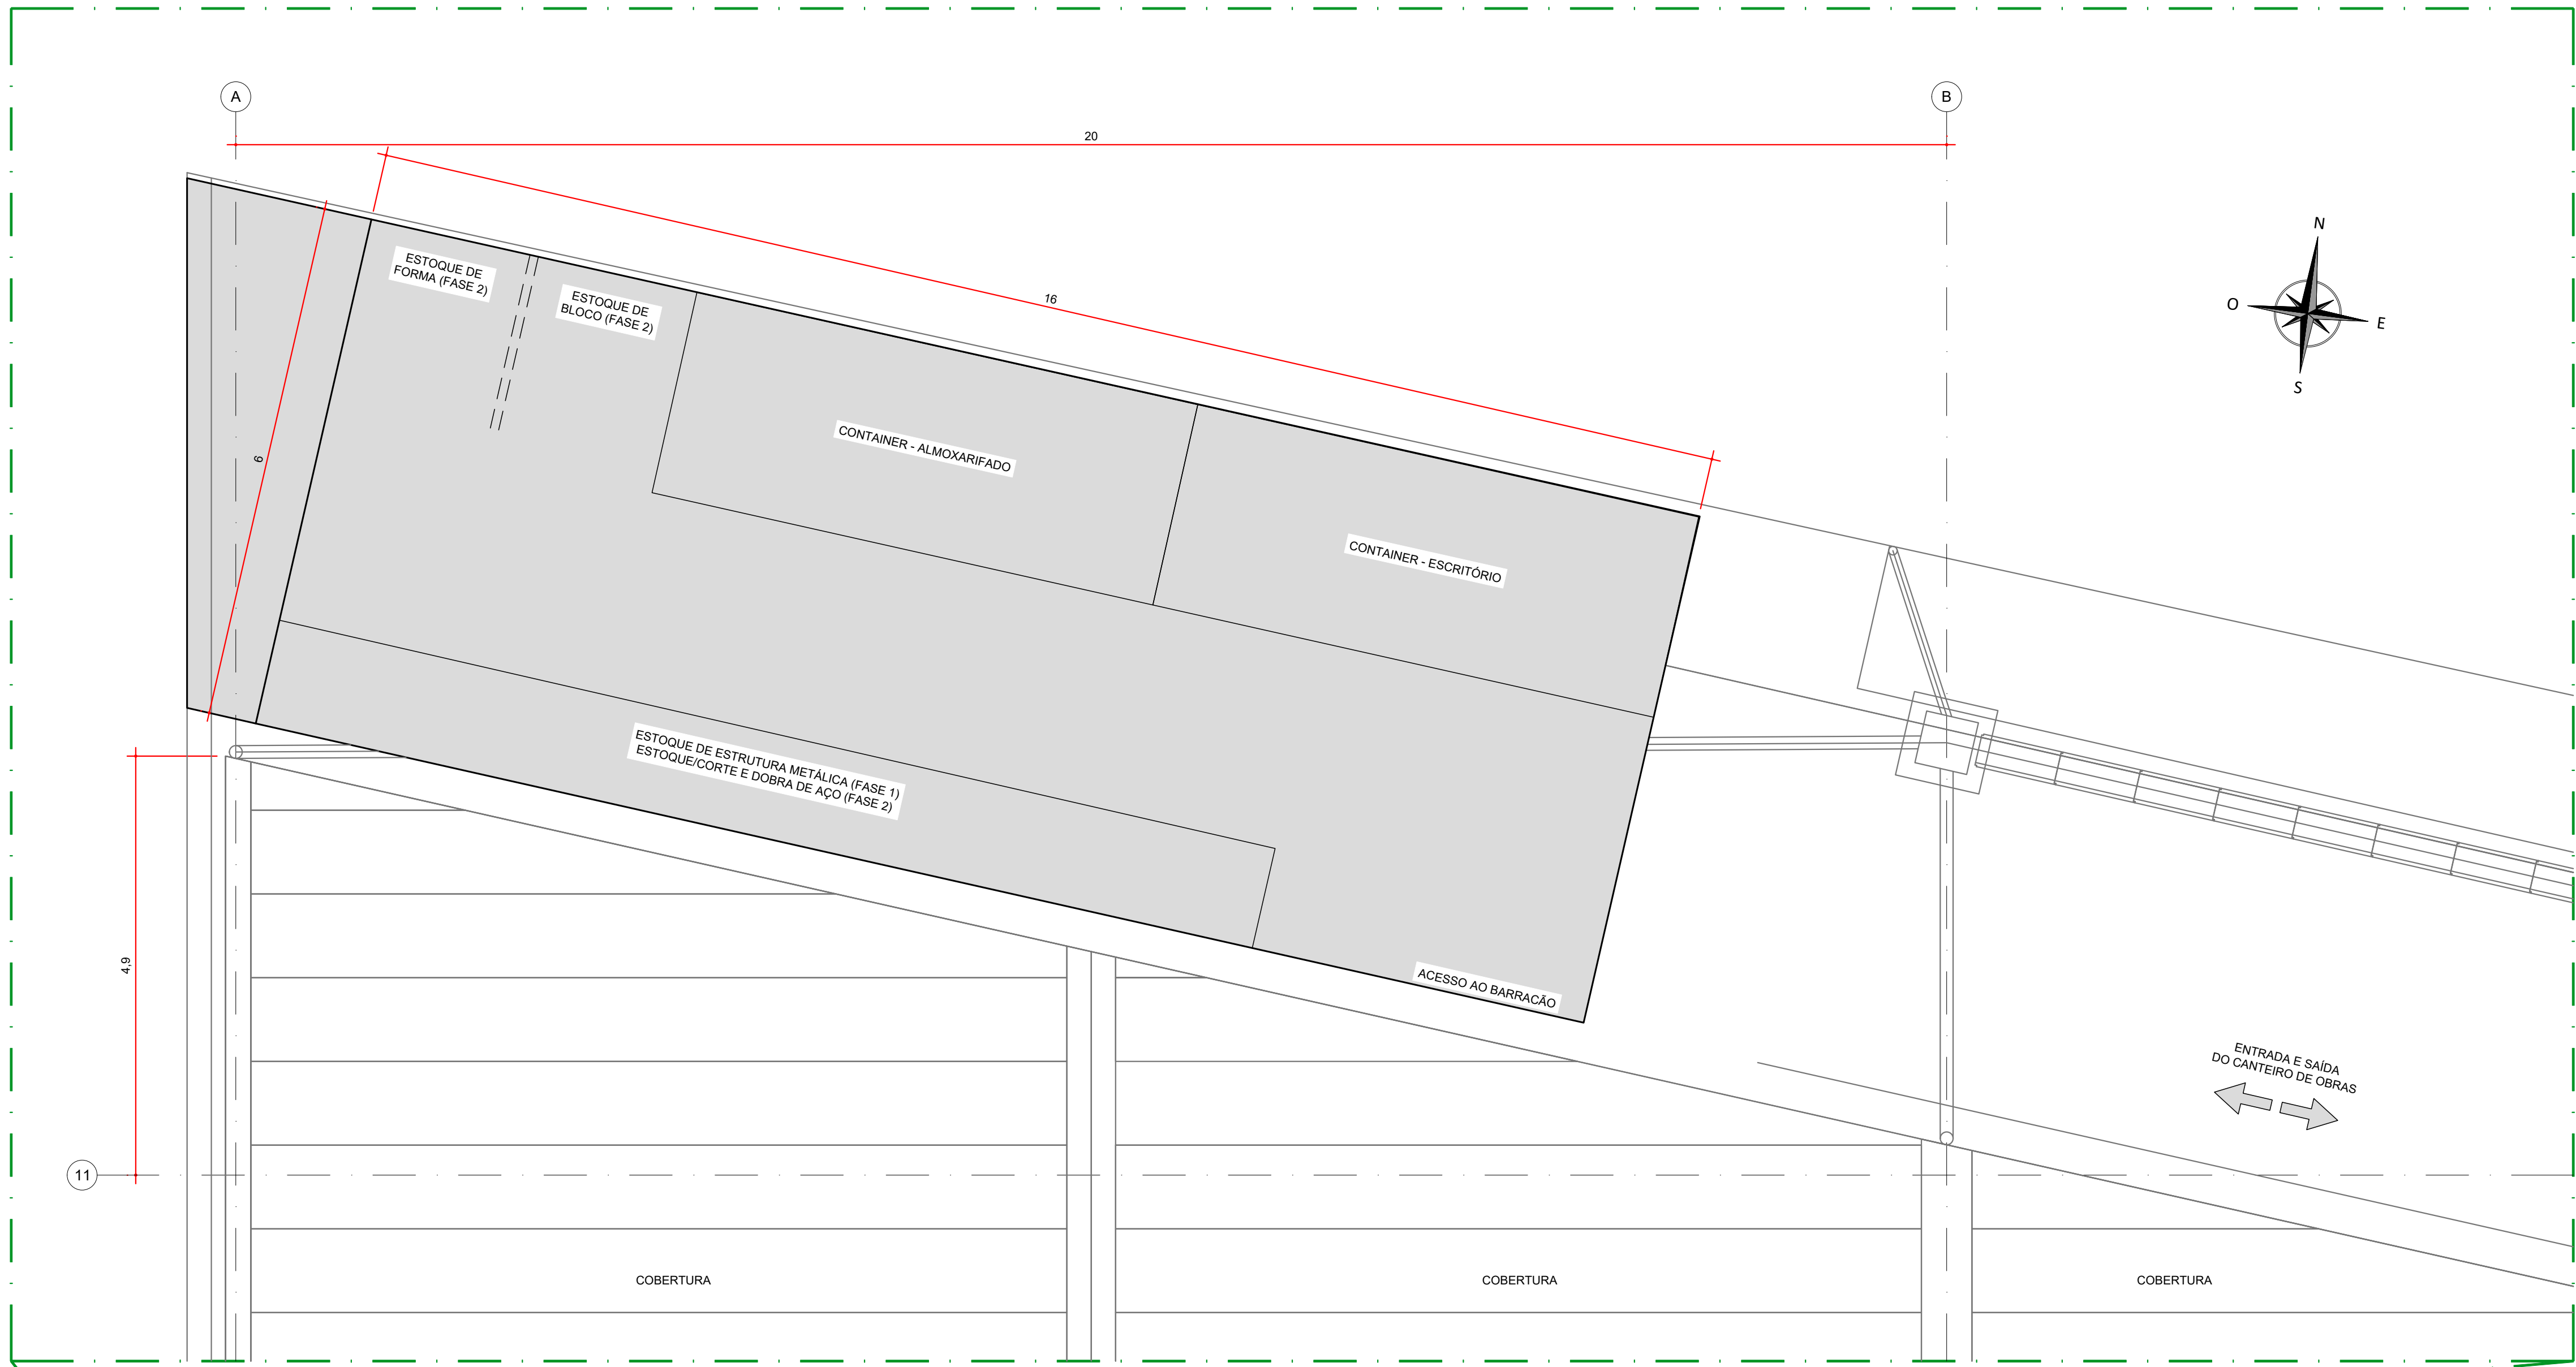 A
B
20
16
6
4,9
11
N
O
E
S
ESTOQUE DE
FORMA (FASE 2)
ESTOQUE DE
BLOCO (FASE 2)
CONTAINER - ALMOXARIFADO
CONTAINER - ESCRITÓRIO
ESTOQUE DE ESTRUTURA METÁLICA (FASE 1)
ESTOQUE/CORTE E DOBRA DE AÇO (FASE 2)
ACESSO AO BARRACÃO
ENTRADA E SAÍDA
DO CANTEIRO DE OBRAS
COBERTURA
COBERTURA
COBERTURA